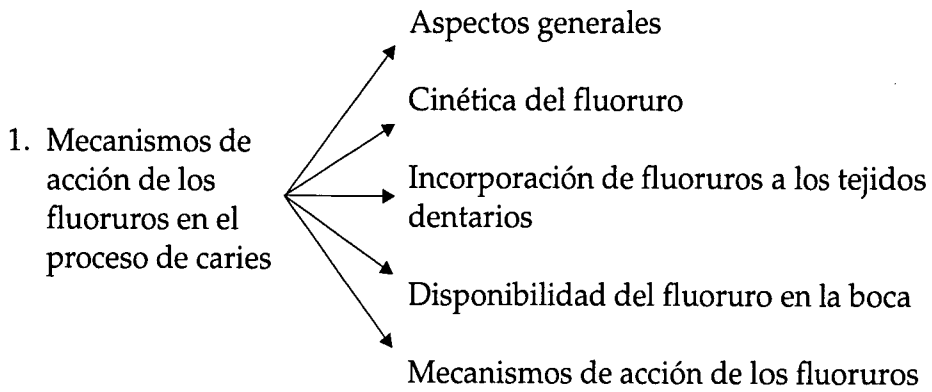 1. Mecanismos de
acción de los
fluoruros en el
proceso de caries
Aspectos generales
Cinética del fluoruro
Incorporación de fluoruros a los tejidos
dentarios
Disponibilidad del fluoruro en la boca
Mecanismos de acción de los fluoruros